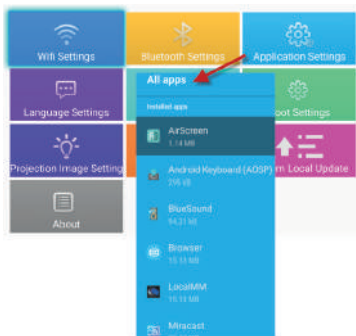 Wifi Settings
Bluetooth Settings
Application Settings
Language Settings
All apps
oot Settings
Installed apps
AirScreen
1.14 MB
Projection Image Setting
Android Keyboard (AOSP)
m Local Update
BlueSound
About
Browser
LocalMM
Miracast